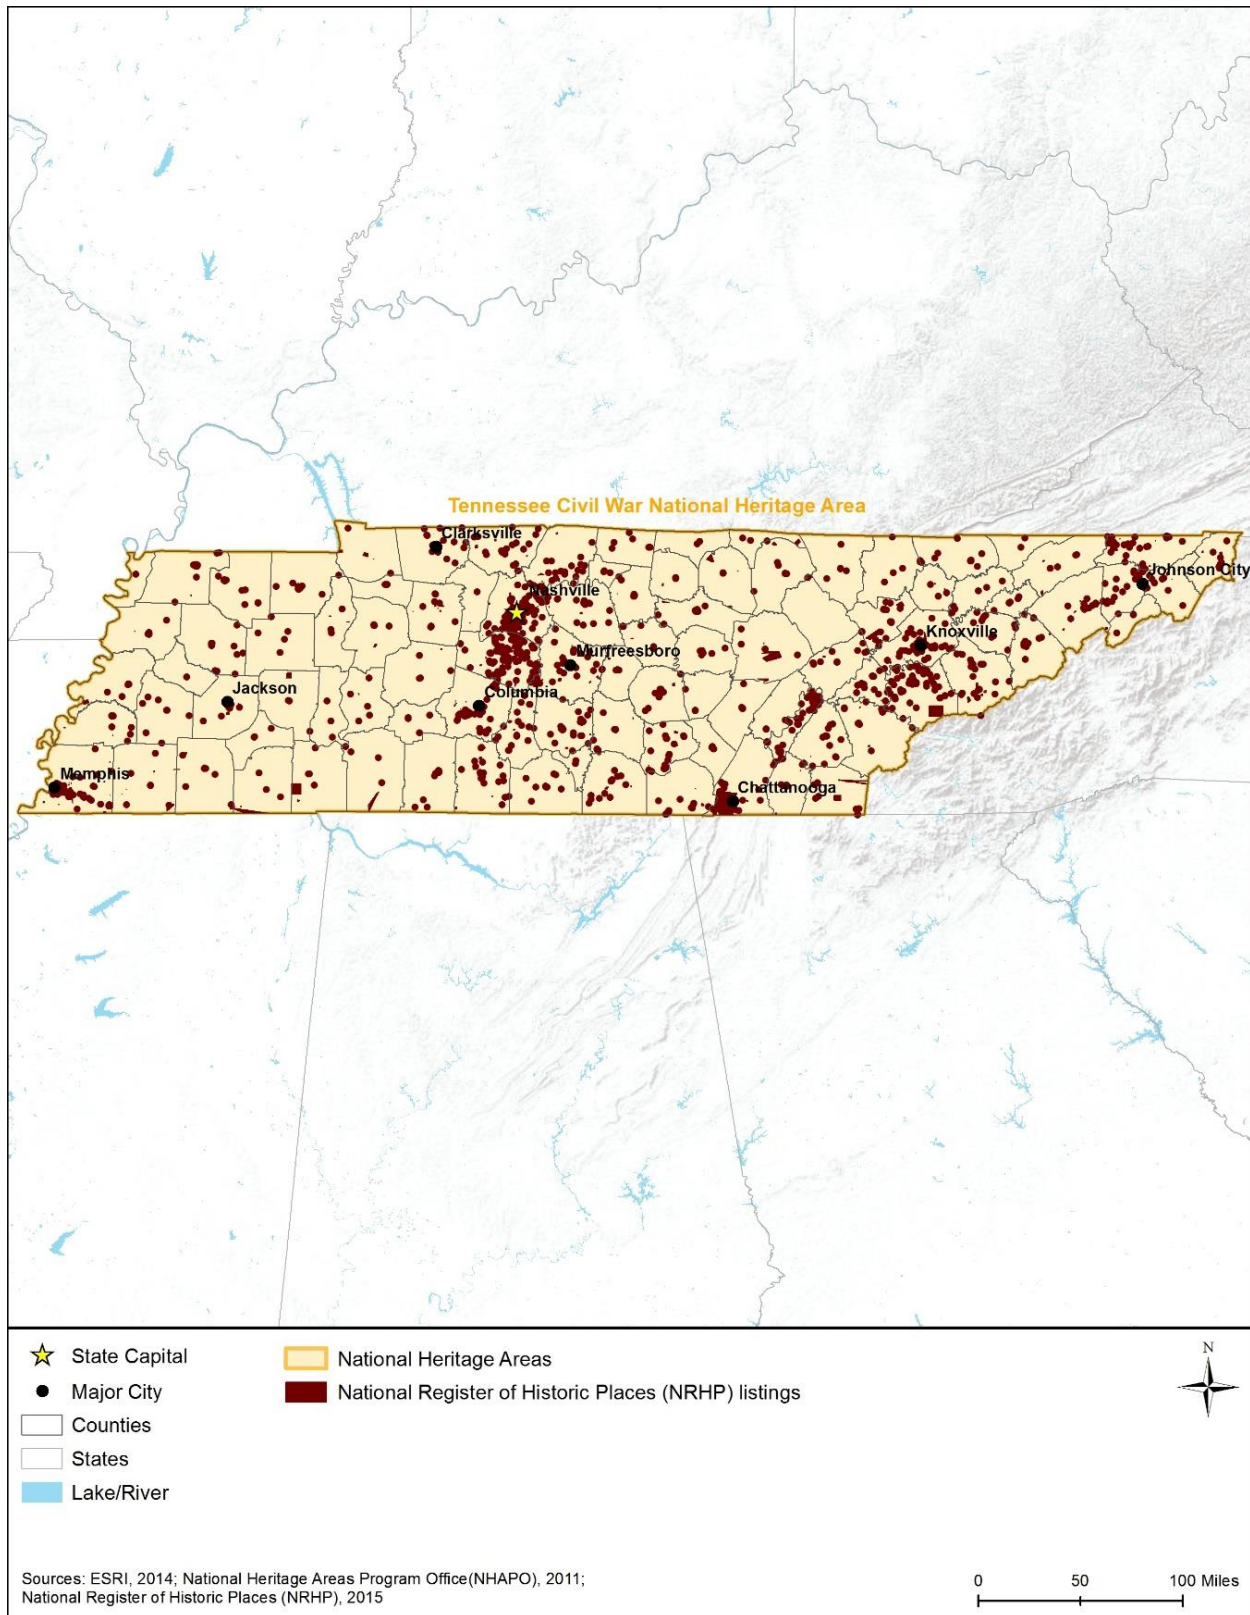 Tennessee Civil War National Heritage Area
Clarksville
Johnson City
Nashville
Knoxville
Murfreesboro
Jackson
Columbia
Memphis
Chattanooga
State Capital
Major City
Counties
States
Lake/River
National Heritage Areas
National Register of Historic Places (NRHP) listings
N
Sources: ESRI, 2014; National Heritage Areas Program Office(NHAPO), 2011;
National Register of Historic Places (NRHP), 2015
0 50 100 Miles